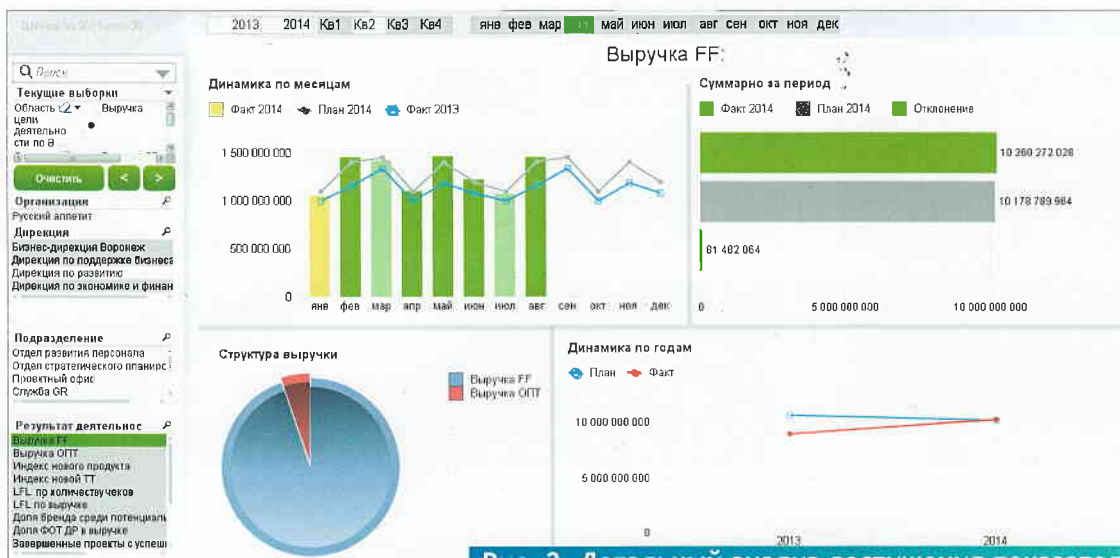 2013 2014 Кв1 Кв2 Кв3 Кв4 янв фев мар май июн июл авг сен окт ноя дек
Выручка FF:
Поиск
Текущие выборки
Область Выручка
цели
деятельно
сти по В
Очистить < >
Организация
Русский аппетит
Дирекция
Бизнес-дирекция Воронеж
Дирекция по поддержке бизнеса
Дирекция по развитию
Дирекция по экономике и финан
Подразделение
Отдел развития персонала
Отдел стратегического планирс
Проектный офис
Служба GR
Результат деятельнос
Выручка FF
Выручка ОПТ
Индекс нового продукта
Индекс новой ТТ
LFL по количеству чеков
LFL по выручке
Доля бренда среди потенциаль
Доля ФОТ ДР в выручке
Завершенные проекты с успеш
Динамика по месяцам
Факт 2014 План 2014 Факт 2013
1 500 000 000
1 000 000 000
500 000 000
0
янв фев мар апр май июн июл авг сен окт ноя дек
Суммарно за период
Факт 2014 План 2014 Отклонение
10 260 272 028
10 178 789 964
81 482 064
0 5 000 000 000 10 000 000 000
Структура выручки
Выручка FF
Выручка ОПТ
Динамика по годам
План Факт
10 000 000 000
5 000 000 000
0
2013 2014